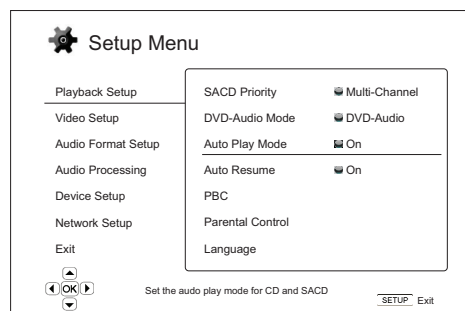 Setup Menu
Playback Setup
Video Setup
Audio Format Setup
Audio Processing
Device Setup
Network Setup
Exit
SACD Priority Multi-Channel
DVD-Audio Mode DVD-Audio
Auto Play Mode On
Auto Resume On
PBC
Parental Control
Language
OK
Set the audo play mode for CD and SACD
SETUP Exit